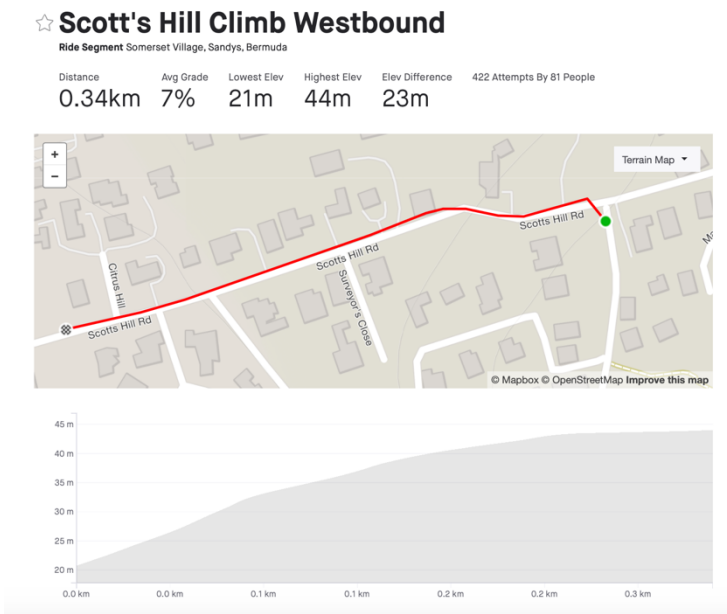 Scott's Hill Climb Westbound
Ride Segment Somerset Village, Sandys, Bermuda
Distance Avg Grade Lowest Elev Highest Elev Elev Difference 422 Attempts By 81 People
0.34km 7% 21m 44m 23m
+
−
Terrain Map
Scotts Hill Rd
Scotts Hill Rd
Citrus Hill
Surveyor's Close
Scotts Hill Rd
© Mapbox © OpenStreetMap Improve this map
45 m
40 m
35 m
30 m
25 m
20 m
0.0 km 0.0 km 0.1 km 0.1 km 0.2 km 0.2 km 0.3 km